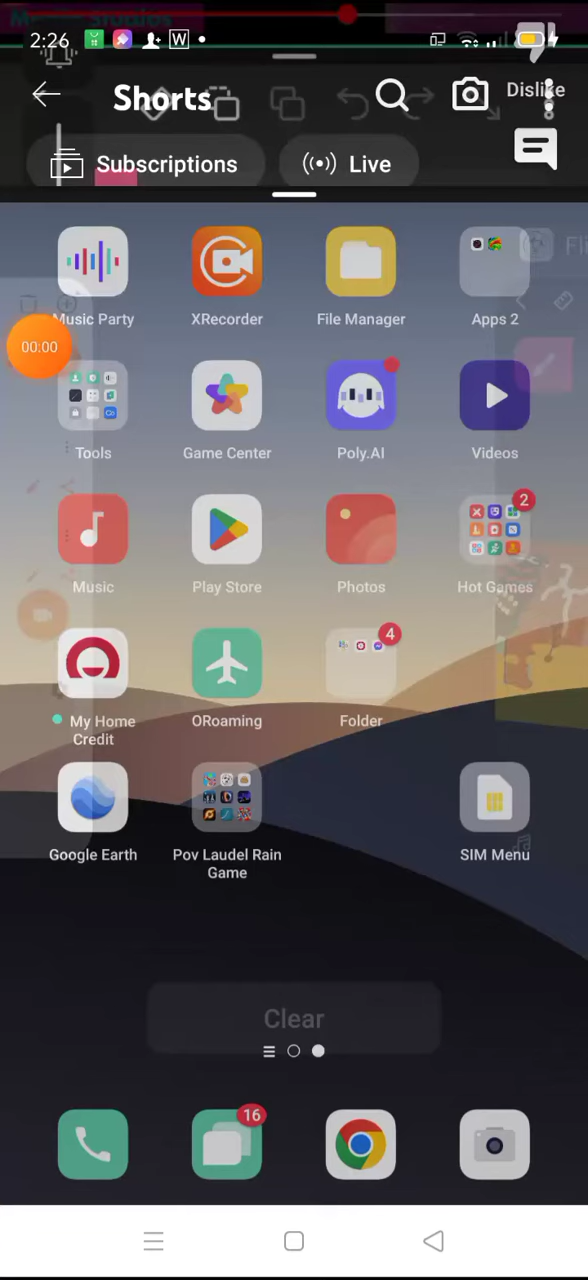 2:26
W
Dislike
Shorts
Subscriptions
Live
Music Party
XRecorder
File Manager
Apps 2
00:00
Tools
Game Center
Poly.AI
Videos
2
Music
Play Store
Photos
Hot Games
4
My Home
Credit
ORoaming
Folder
Google Earth
Pov Laudel Rain
Game
SIM Menu
Clear
16